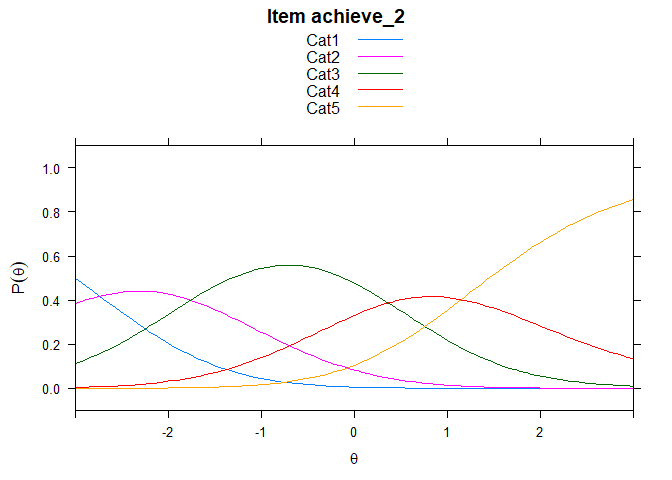 Item achieve_2
Cat1
Cat2
Cat3
Cat4
Cat5
1.0
0.8
0.6
0.4
0.2
0.0
P(θ)
-2 -1 0 1 2
θ